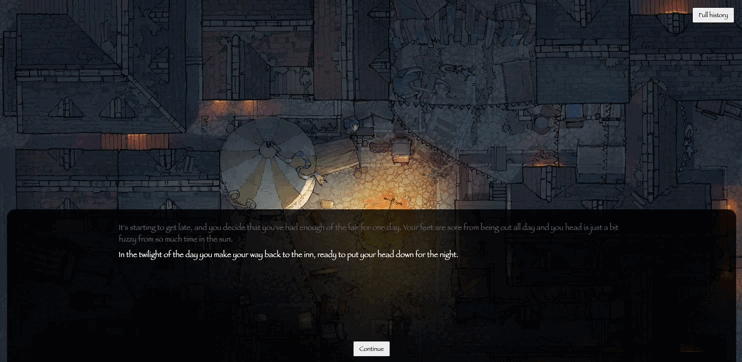 Full history
It's starting to get late, and you decide that you've had enough of the fair for one day. Your feet are sore from being out all day and you head is just a bit
fuzzy from so much time in the sun.
In the twilight of the day you make your way back to the inn, ready to put your head down for the night.
Continue